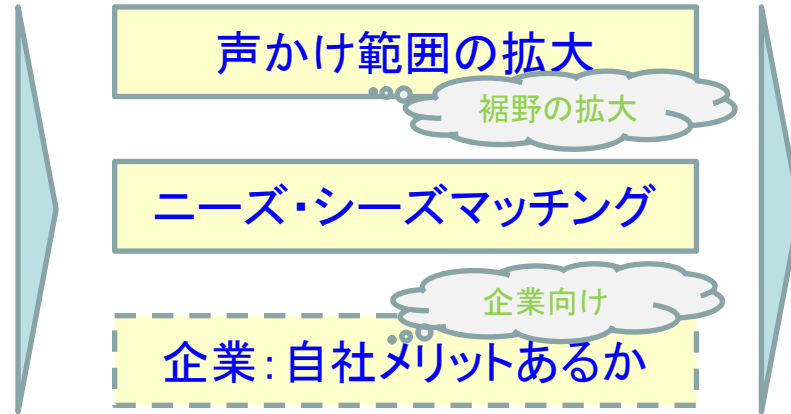 声かけ範囲の拡大
裾野の拡大
ニーズ・シーズマッチング
企業向け
企業：自社メリットあるか